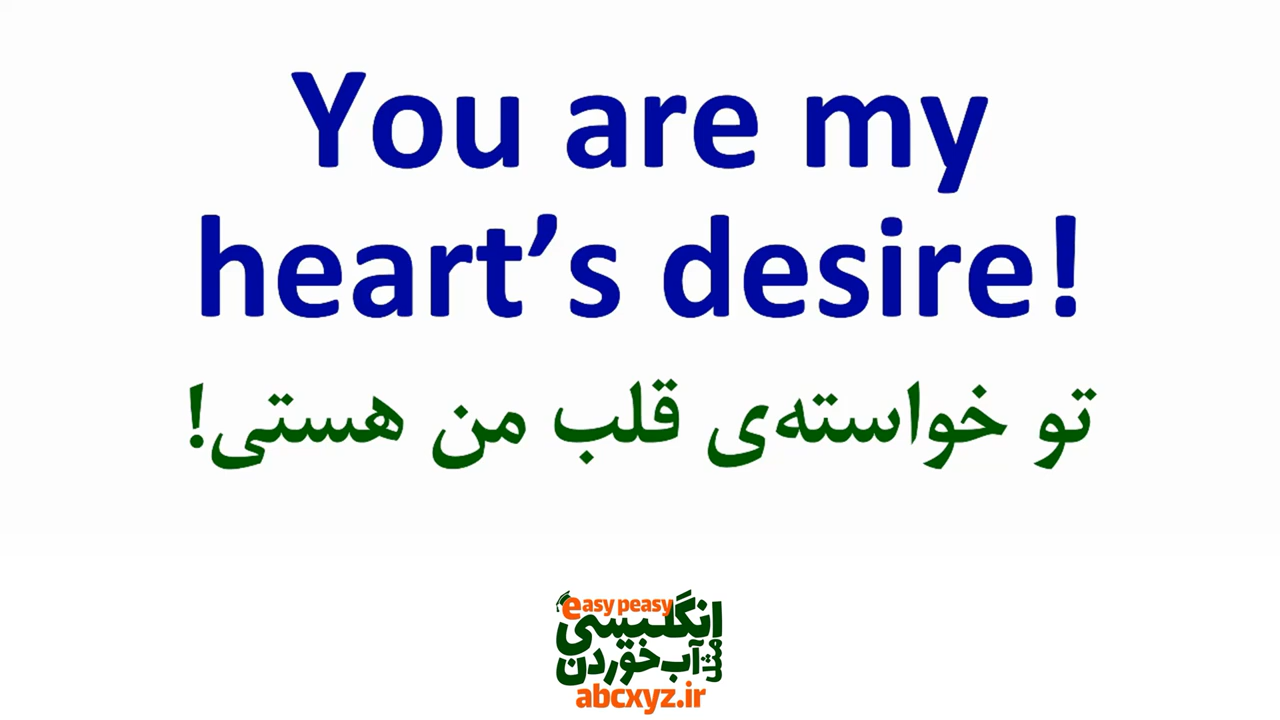 You are my
heart’s desire!
تو خواسته‌ی قلب من هستی!
easy peasy
انگلیسی
مثل آب خوردن
abcxyz.ir